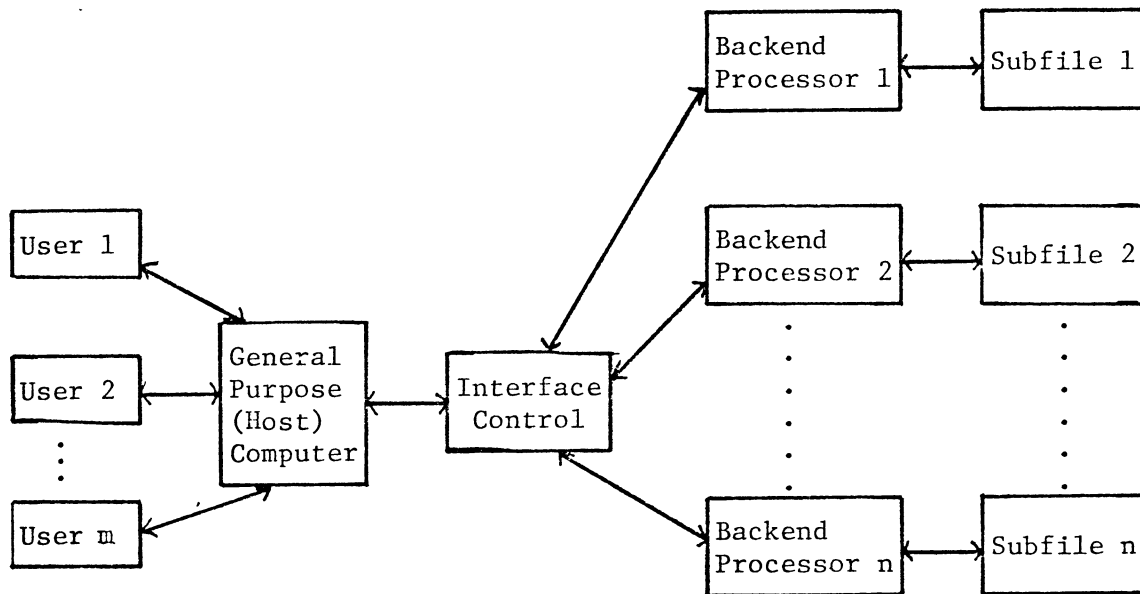 Backend
Processor 1
Subfile 1
User 1
Backend
Processor 2
Subfile 2
General
Purpose
(Host)
Computer
User 2
Interface
Control
User m
Backend
Processor n
Subfile n